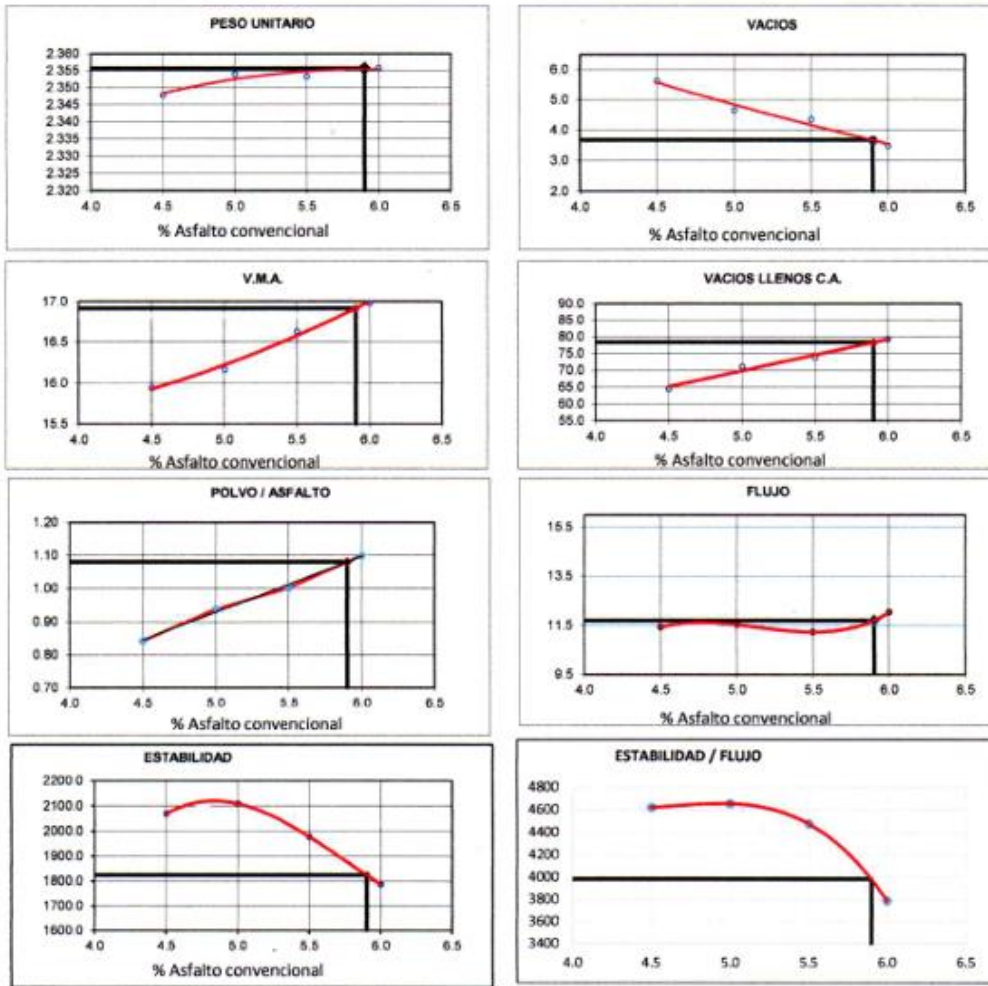 PESO UNITARIO
2.360
2.355
2.350
2.345
2.340
2.335
2.330
2.325
2.320
4.0 4.5 5.0 5.5 6.0 6.5
% Asfalto convencional
VACIOS
6.0
5.0
4.0
3.0
2.0
4.0 4.5 5.0 5.5 6.0 6.5
% Asfalto convencional
V.M.A.
17.0
16.5
16.0
15.5
4.0 4.5 5.0 5.5 6.0 6.5
% Asfalto convencional
VACIOS LLENOS C.A.
90.0
85.0
80.0
75.0
70.0
65.0
60.0
55.0
4.0 4.5 5.0 5.5 6.0 6.5
% Asfalto convencional
POLVO / ASFALTO
1.20
1.10
1.00
0.90
0.80
0.70
4.0 4.5 5.0 5.5 6.0 6.5
% Asfalto convencional
FLUJO
15.5
13.5
11.5
9.5
4.0 4.5 5.0 5.5 6.0 6.5
% Asfalto convencional
ESTABILIDAD
2200.0
2100.0
2000.0
1900.0
1800.0
1700.0
1600.0
4.0 4.5 5.0 5.5 6.0 6.5
% Asfalto convencional
ESTABILIDAD / FLUJO
4800
4600
4400
4200
4000
3800
3600
3400
4.0 4.5 5.0 5.5 6.0 6.5